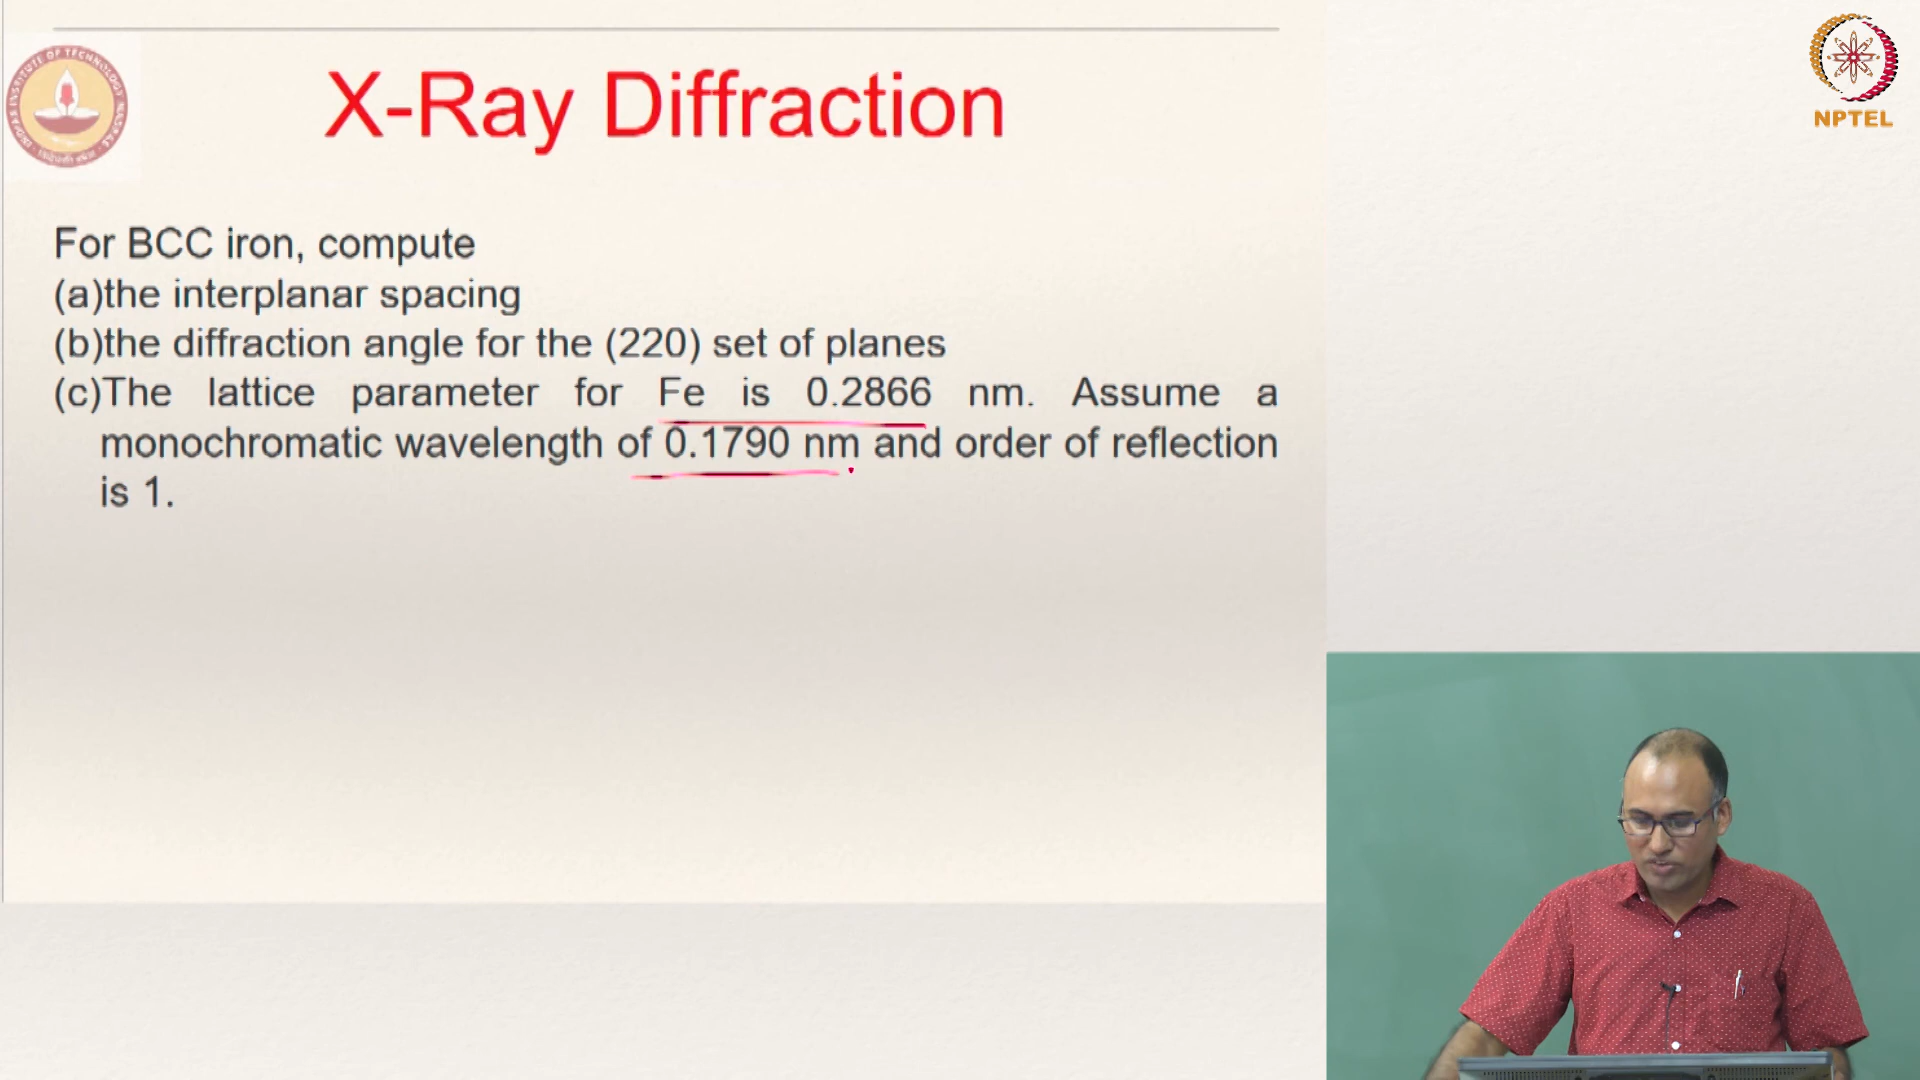 X-Ray Diffraction
NPTEL
For BCC iron, compute
(a)the interplanar spacing
(b)the diffraction angle for the (220) set of planes
(c)The lattice parameter for Fe is 0.2866 nm. Assume a
monochromatic wavelength of 0.1790 nm and order of reflection
is 1.